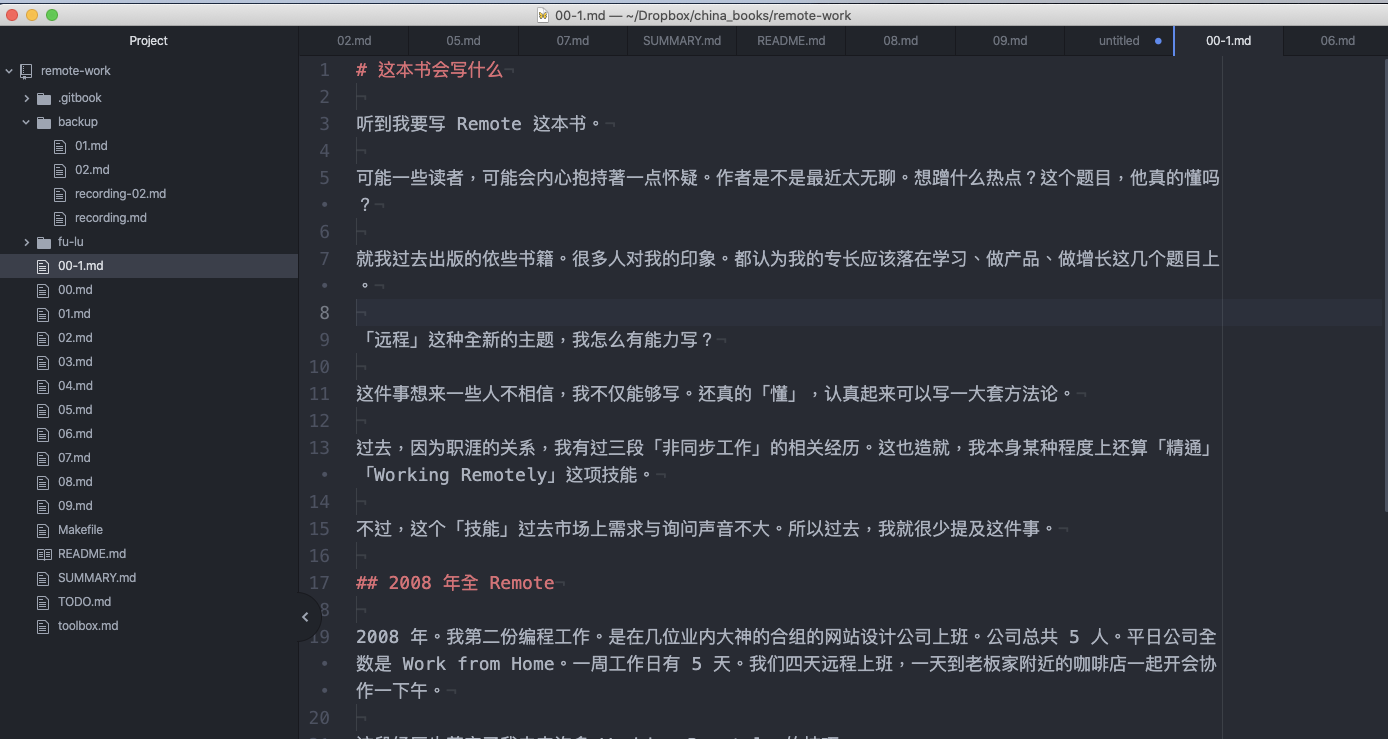 00-1.md — ~/Dropbox/china_books/remote-work
Project
02.md
05.md
07.md
SUMMARY.md
README.md
08.md
09.md
untitled
00-1.md
06.md
remote-work
.gitbook
backup
01.md
02.md
recording-02.md
recording.md
fu-lu
00-1.md
00.md
01.md
02.md
03.md
04.md
05.md
06.md
07.md
08.md
09.md
Makefile
README.md
SUMMARY.md
TODO.md
toolbox.md
1 # 这本书会写什么¬
2 ¬
3 听到我要写 Remote 这本书。¬
4 ¬
5 可能一些读者，可能会内心抱持著一点怀疑。作者是不是最近太无聊。想蹭什么热点？这个题目，他真的懂吗
• ？¬
6 ¬
7 就我过去出版的依些书籍。很多人对我的印象。都认为我的专长应该落在学习、做产品、做增长这几个题目上
• 。¬
8 ¬
9 「远程」这种全新的主题，我怎么有能力写？¬
10 ¬
11 这件事想来一些人不相信，我不仅能够写。还真的「懂」，认真起来可以写一大套方法论。¬
12 ¬
13 过去，因为职涯的关系，我有过三段「非同步工作」的相关经历。这也造就，我本身某种程度上还算「精通」
• 「Working Remotely」这项技能。¬
14 ¬
15 不过，这个「技能」过去市场上需求与询问声音不大。所以过去，我就很少提及这件事。¬
16 ¬
17 ## 2008 年全 Remote¬
8 ¬
19 2008 年。我第二份编程工作。是在几位业内大神的合组的网站设计公司上班。公司总共 5 人。平日公司全
• 数是 Work from Home。一周工作日有 5 天。我们四天远程上班，一天到老板家附近的咖啡店一起开会协
• 作一下午。¬
20 ¬